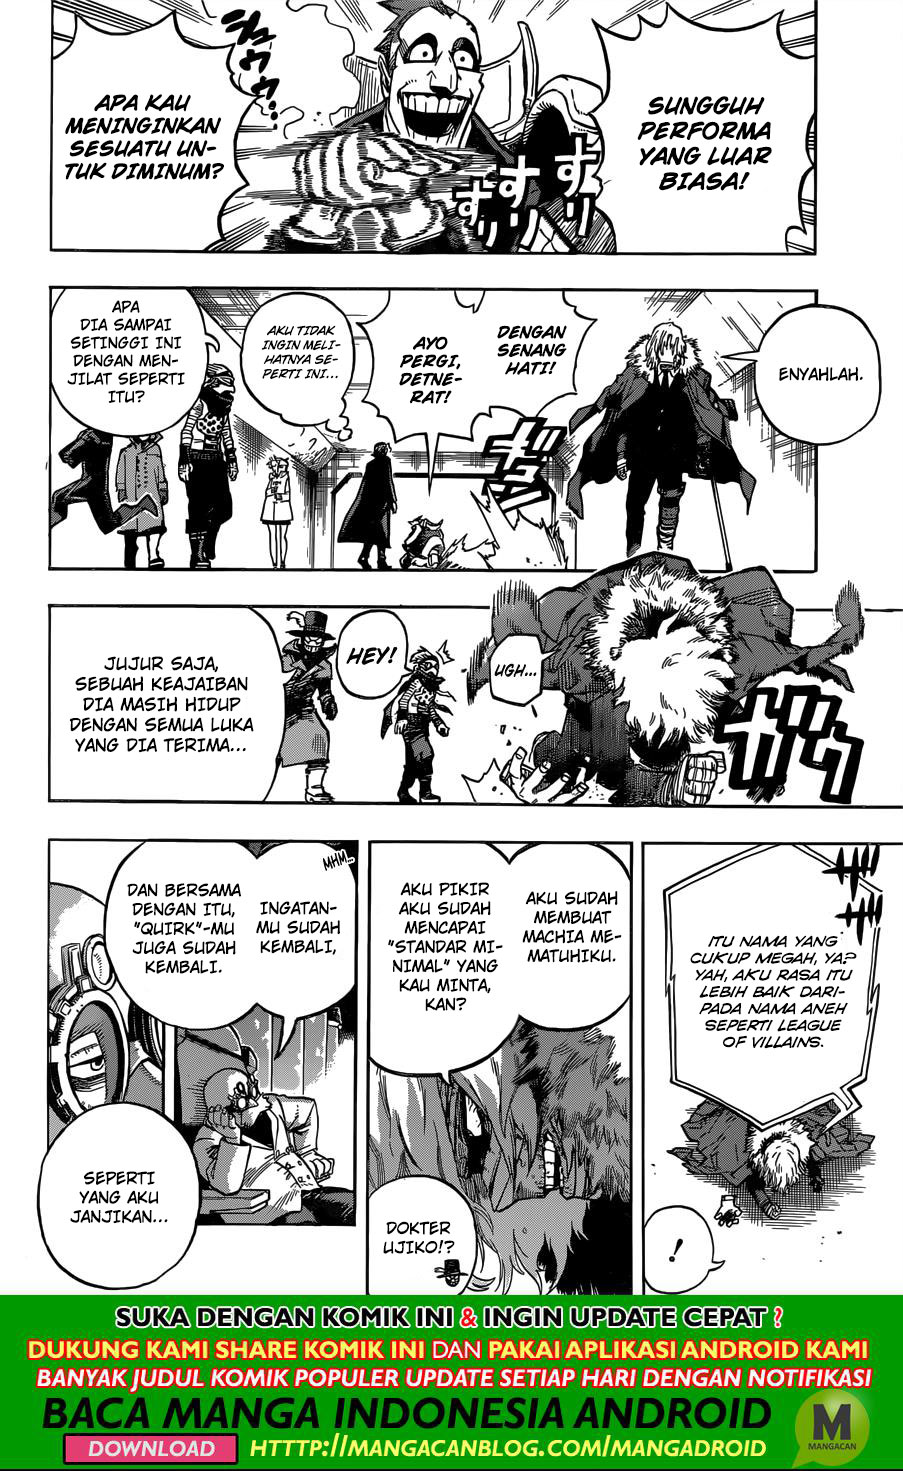 SUNGGUH
PERFORMA
YANG LUAR
BIASA!
スリ
スリ
スリ
APA KAU
MENINGINKAN
SESUATU UN-
TUK DIMINUM?
ENYAHLAH.
DENGAN
SENANG
HATI!
AYO
PERGI,
DETNE-
RAT!
AKU TIDAK
INGIN MELI-
HATNYA SE-
PERTI INI...
APA
DIA SAMPAI
SETINGGI INI
DENGAN MEN-
JILAT SEPERTI
ITU?
UGH...
HEY!
JUJUR SAJA,
SEBUAH KEAJAIBAN
DIA MASIH HIDUP
DENGAN SEMUA LUKA
YANG DIA TERIMA...
ITU NAMA YANG
CUKUP MEGAH, YA?
YAH, AKU RASA ITU
LEBIH BAIK DARI-
PADA NAMA ANEH
SEPERTI LEAGUE
OF VILLAINS.
!
AKU SUDAH
MEMBUAT
MACHIA ME-
MATUHIKU.
AKU PIKIR
AKU SUDAH
MENCAPAI
"STANDAR MI-
NIMAL" YANG
KAU MINTA,
KAN?
DOKTER
UJIKO!?
MHM...
INGATAN-
MU SUDAH
KEMBALI,
DAN BERSAMA
DENGAN ITU,
"QUIRK"-MU
JUGA SUDAH
KEMBALI.
SEPERTI
YANG AKU
JANJIKAN...
SUKA DENGAN KOMIK INI & INGIN UPDATE CEPAT ?
DUKUNG KAMI SHARE KOMIK INI DAN PAKAI APLIKASI ANDROID KAMI
BANYAK JUDUL KOMIK POPULER UPDATE SETIAP HARI DENGAN NOTIFIKASI
BACA MANGA INDONESIA ANDROID
DOWNLOAD HTTTP://MANGACANBLOG.COM/MANGADROID
M
MANGACAN